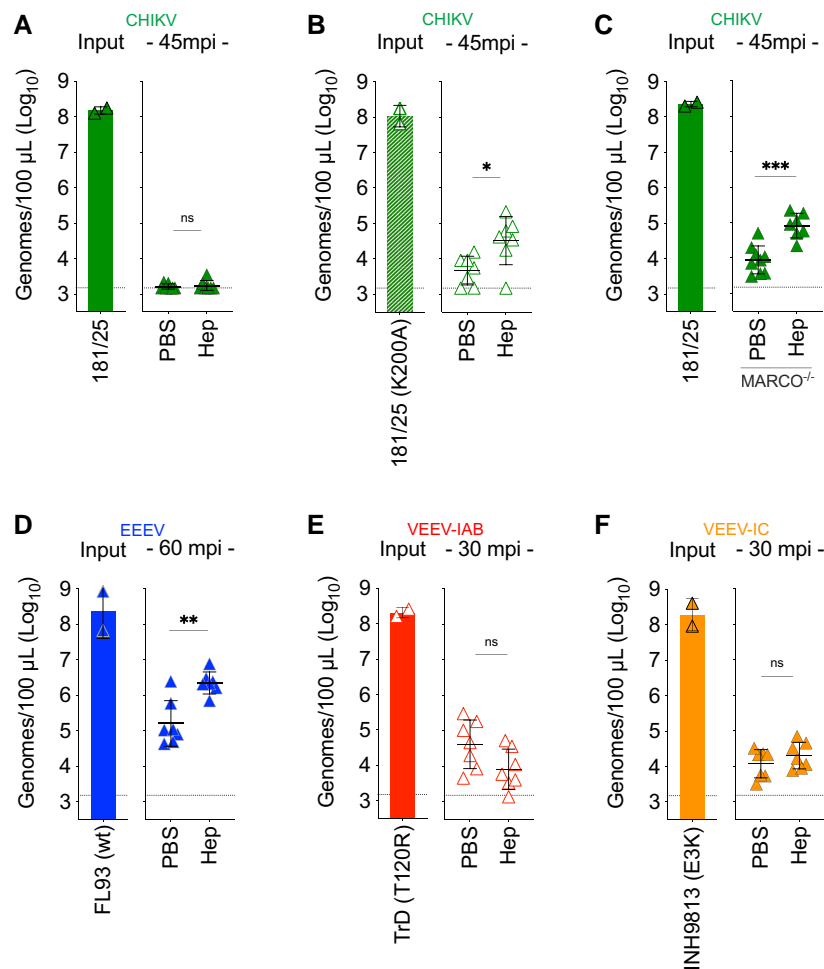 A
CHIKV
Input - 45mpi -
Genomes/100 µL (Log10)
9
8
7
6
5
4
3
ns
181/25
PBS
Hep
B
CHIKV
Input - 45mpi -
Genomes/100 µL (Log10)
9
8
7
6
5
4
3
*
181/25 (K200A)
PBS
Hep
C
CHIKV
Input - 45mpi -
Genomes/100 µL (Log10)
9
8
7
6
5
4
3
***
181/25
PBS
Hep
MARCO-/-
D
EEEV
Input - 60 mpi -
Genomes/100 µL (Log10)
9
8
7
6
5
4
3
**
FL93 (wt)
PBS
Hep
E
VEEV-IAB
Input - 30 mpi -
Genomes/100 µL (Log10)
9
8
7
6
5
4
3
ns
TrD (T120R)
PBS
Hep
F
VEEV-IC
Input - 30 mpi -
Genomes/100 µL (Log10)
9
8
7
6
5
4
3
ns
INH9813 (E3K)
PBS
Hep